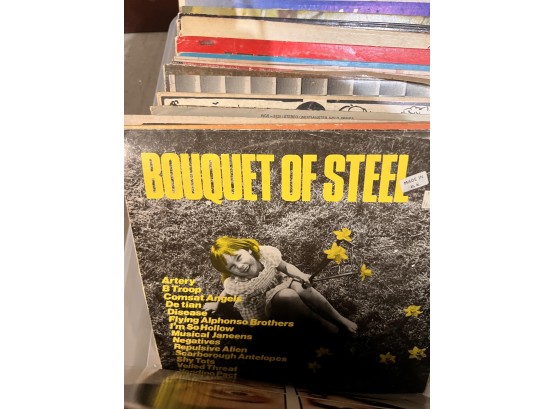 BOUQUET OF STEEL
MADE IN
Artery
B Troop
Comsat Angels
De tian
Disease
Flying Alphonso Brothers
I'm So Hollow
Musical Janeens
Negatives
Repulsive Alien
Scarborough Antelopes
Shy Tots
Veiled Threat